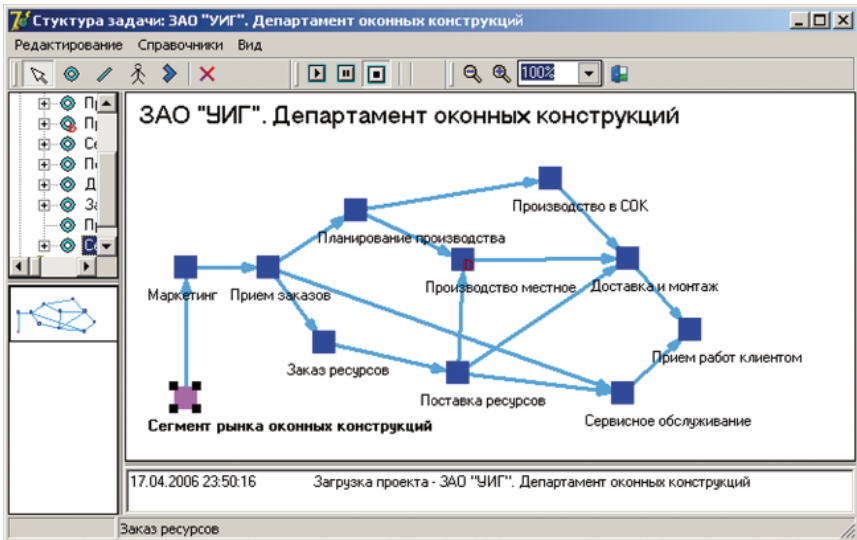 Стуктура задачи: ЗАО "УИГ". Департамент оконных конструкций
Редактирование Справочники Вид
100%
ЗАО "УИГ". Департамент оконных конструкций
Производство в СОК
Планирование производства
Производство местное
Доставка и монтаж
Маркетинг
Прием заказов
Прием работ клиентом
Заказ ресурсов
Поставка ресурсов
Сервисное обслуживание
Сегмент рынка оконных конструкций
17.04.2006 23:50:16 Загрузка проекта - ЗАО "УИГ". Департамент оконных конструкций
Заказ ресурсов